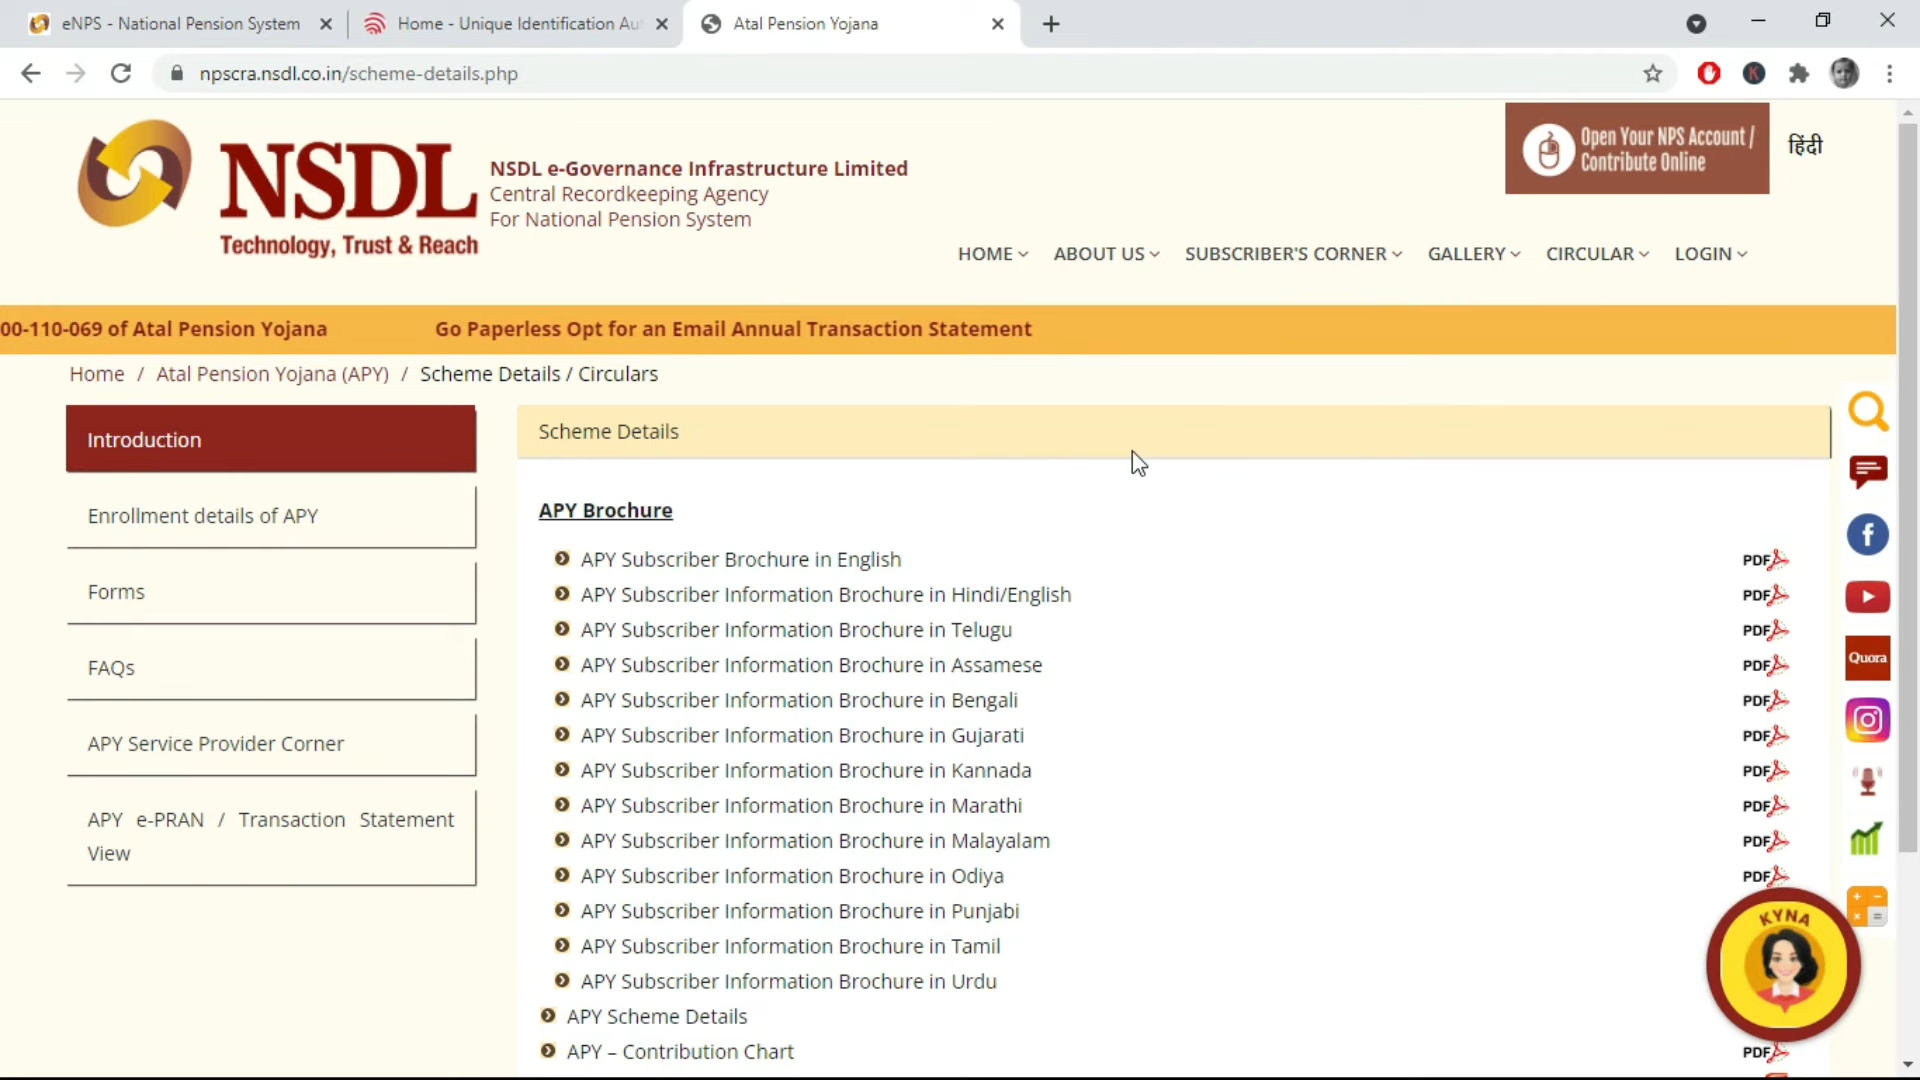 eNPS - National Pension System
Home - Unique Identification Au
Atal Pension Yojana
npscra.nsdl.co.in/scheme-details.php
K
NSDL
Technology, Trust & Reach
NSDL e-Governance Infrastructure Limited
Central Recordkeeping Agency
For National Pension System
Open Your NPS Account /
Contribute Online
हिंदी
HOME
ABOUT US
SUBSCRIBER'S CORNER
GALLERY
CIRCULAR
LOGIN
00-110-069 of Atal Pension Yojana
Go Paperless Opt for an Email Annual Transaction Statement
Home / Atal Pension Yojana (APY) / Scheme Details / Circulars
Introduction
Enrollment details of APY
Forms
FAQs
APY Service Provider Corner
APY e-PRAN / Transaction Statement
View
Scheme Details
APY Brochure
APY Subscriber Brochure in English PDF
APY Subscriber Information Brochure in Hindi/English PDF
APY Subscriber Information Brochure in Telugu PDF
APY Subscriber Information Brochure in Assamese PDF
APY Subscriber Information Brochure in Bengali PDF
APY Subscriber Information Brochure in Gujarati PDF
APY Subscriber Information Brochure in Kannada PDF
APY Subscriber Information Brochure in Marathi PDF
APY Subscriber Information Brochure in Malayalam PDF
APY Subscriber Information Brochure in Odiya PDF
APY Subscriber Information Brochure in Punjabi
APY Subscriber Information Brochure in Tamil
APY Subscriber Information Brochure in Urdu
APY Scheme Details
APY – Contribution Chart PDF
Quora
KYNA